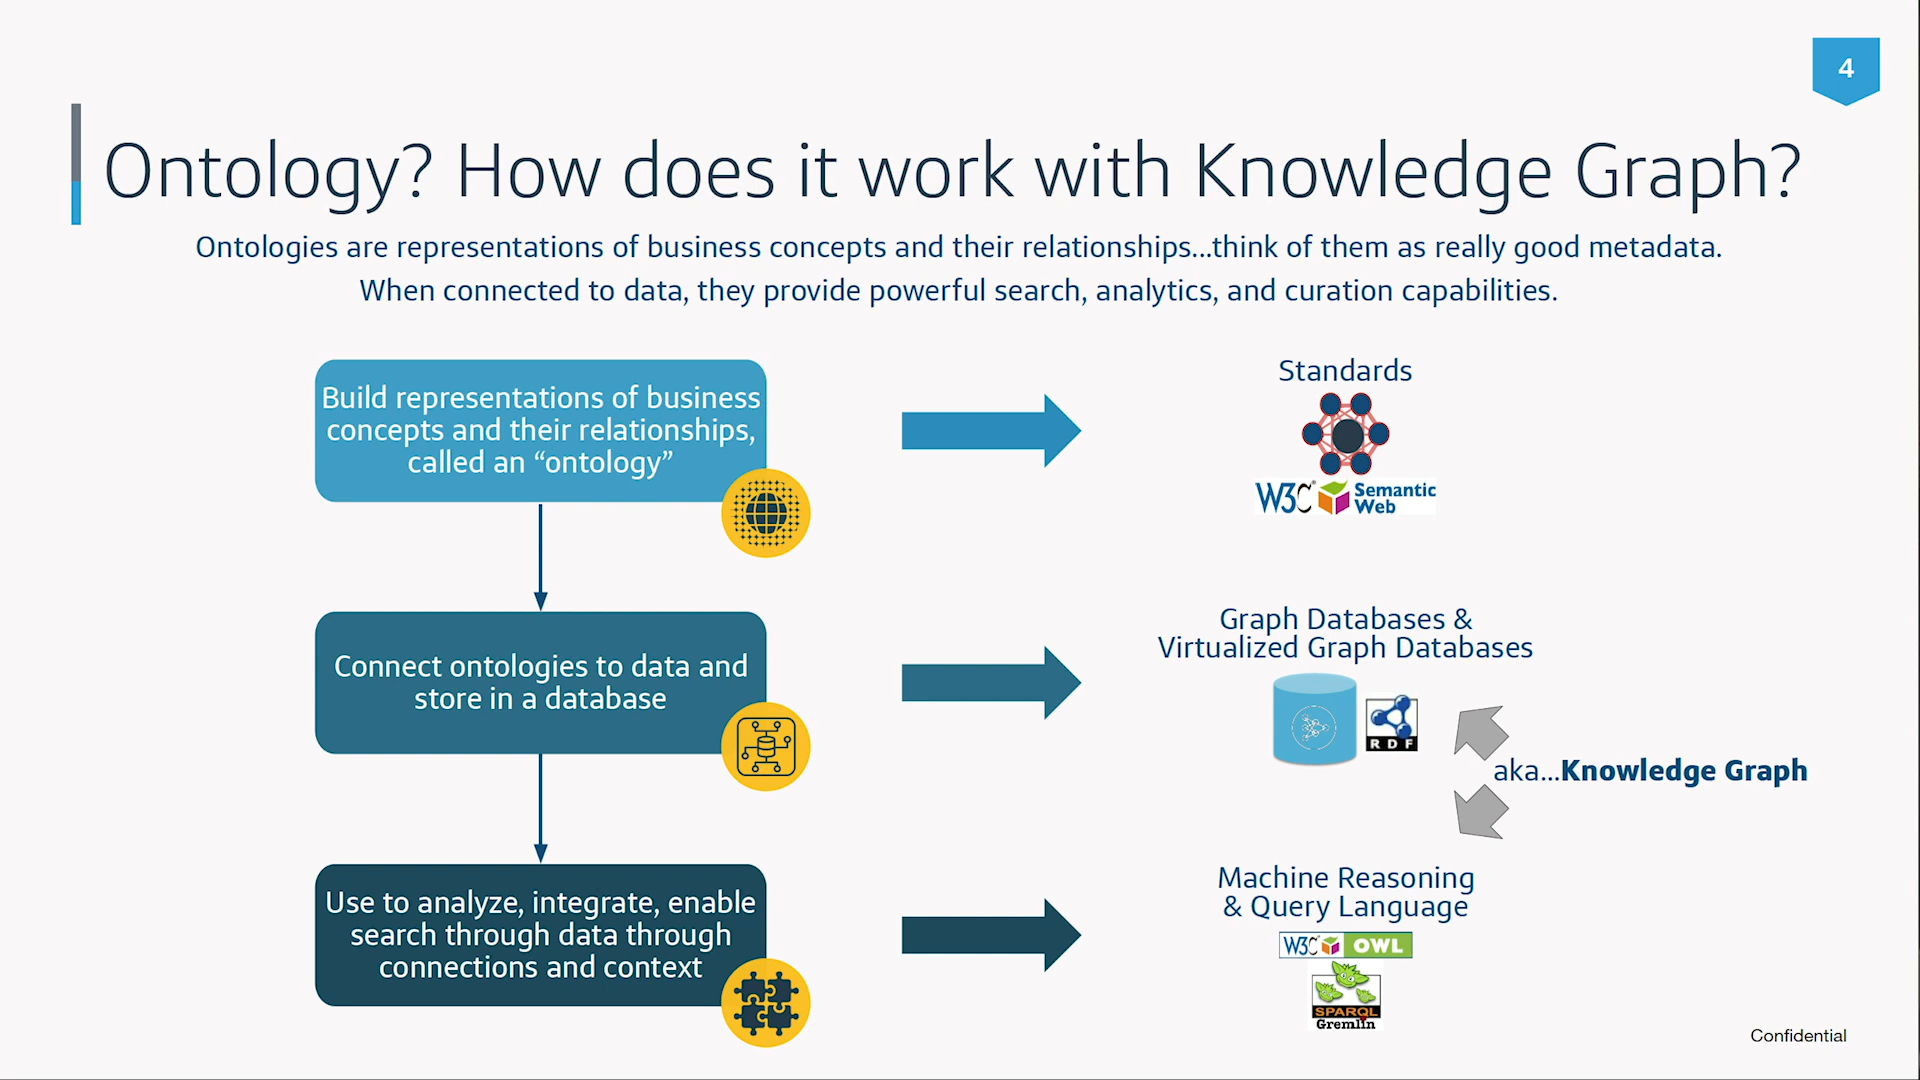 4
Ontology? How does it work with Knowledge Graph?
Ontologies are representations of business concepts and their relationships...think of them as really good metadata.
When connected to data, they provide powerful search, analytics, and curation capabilities.
Build representations of business
concepts and their relationships,
called an “ontology”
Standards
W3C® Semantic
Web
Connect ontologies to data and
store in a database
Graph Databases &
Virtualized Graph Databases
RDF
aka...Knowledge Graph
Use to analyze, integrate, enable
search through data through
connections and context
Machine Reasoning
& Query Language
W3C OWL
SPARQL
Gremlin
Confidential